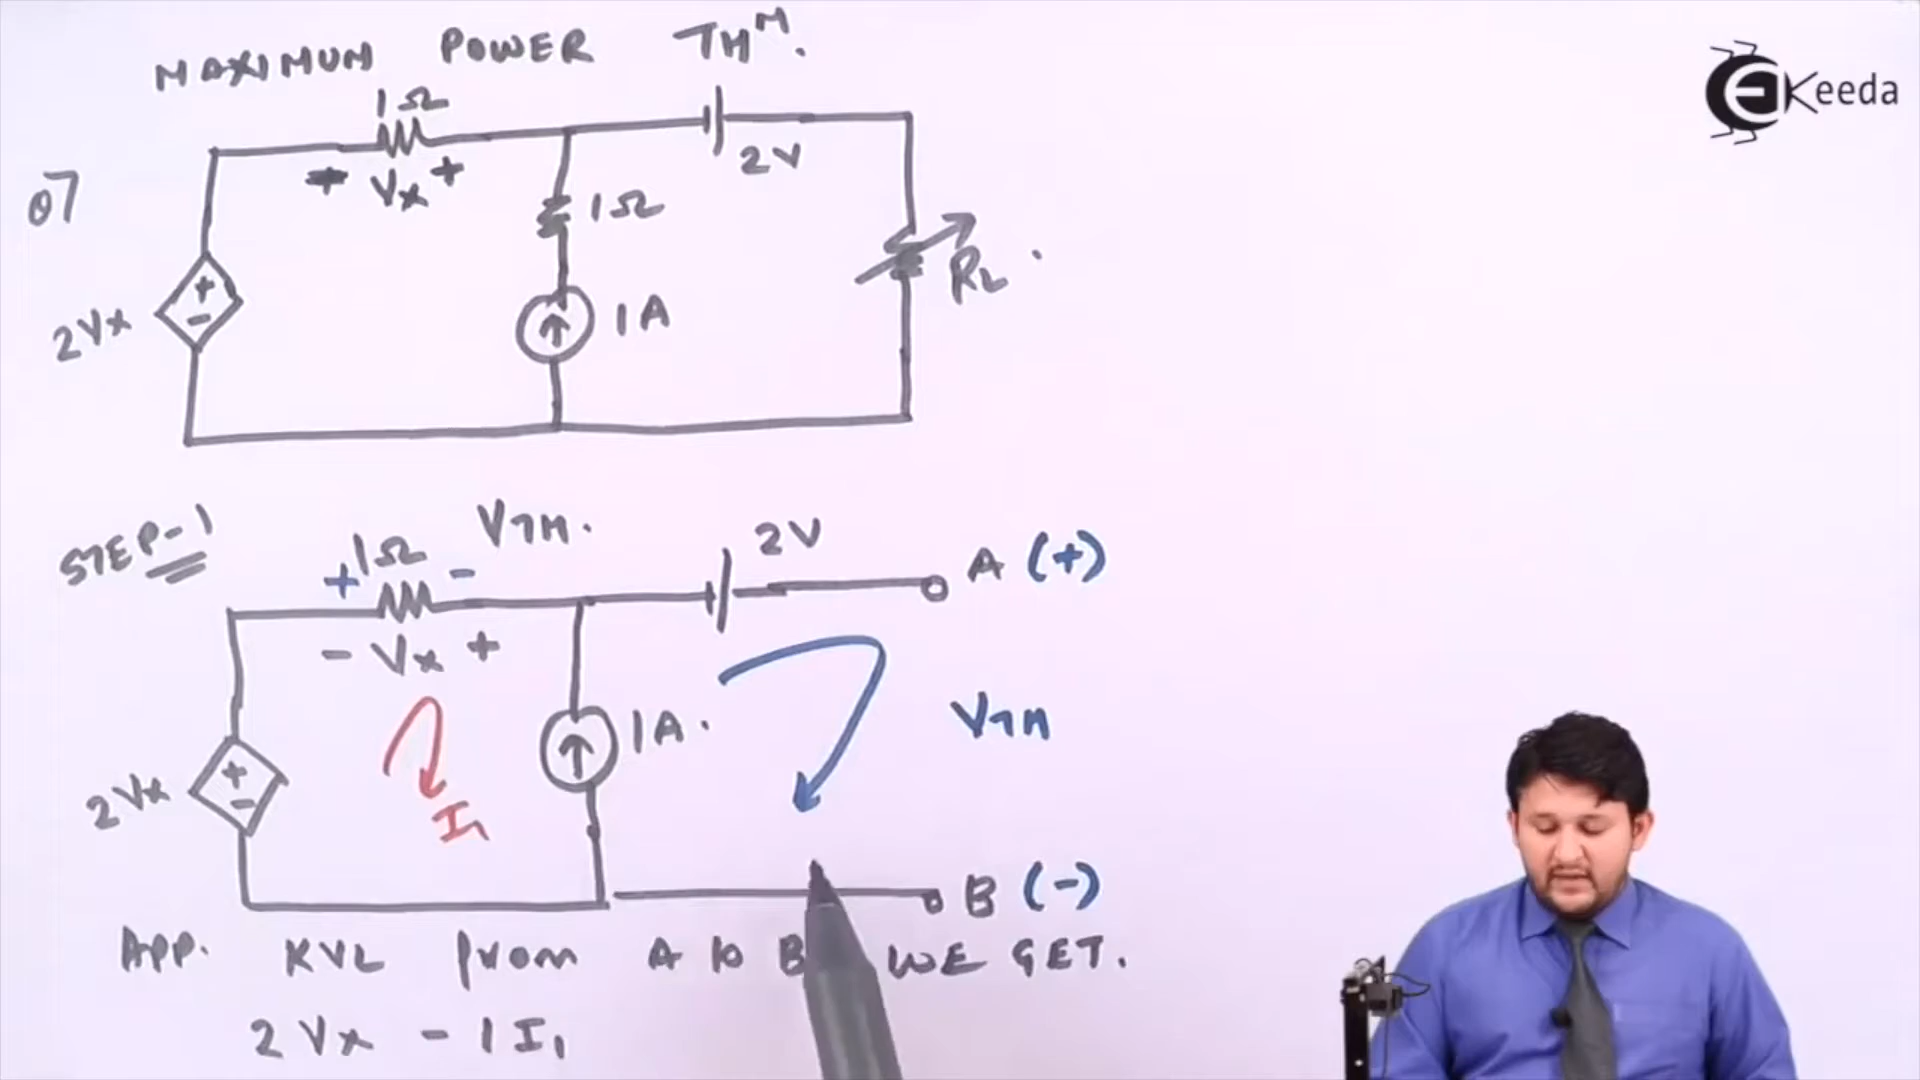 MAXIMUM POWER THM.
Keeda
1Ω
07
+ Vx +
2V
1Ω
RL.
2Vx
+
-
1A
STEP-1
VTH.
+ 1Ω -
2V
A (+)
- Vx +
VTH
1A.
2Vx
+
-
I1
B (-)
APP. KVL from A to B WE GET.
2Vx - 1I1